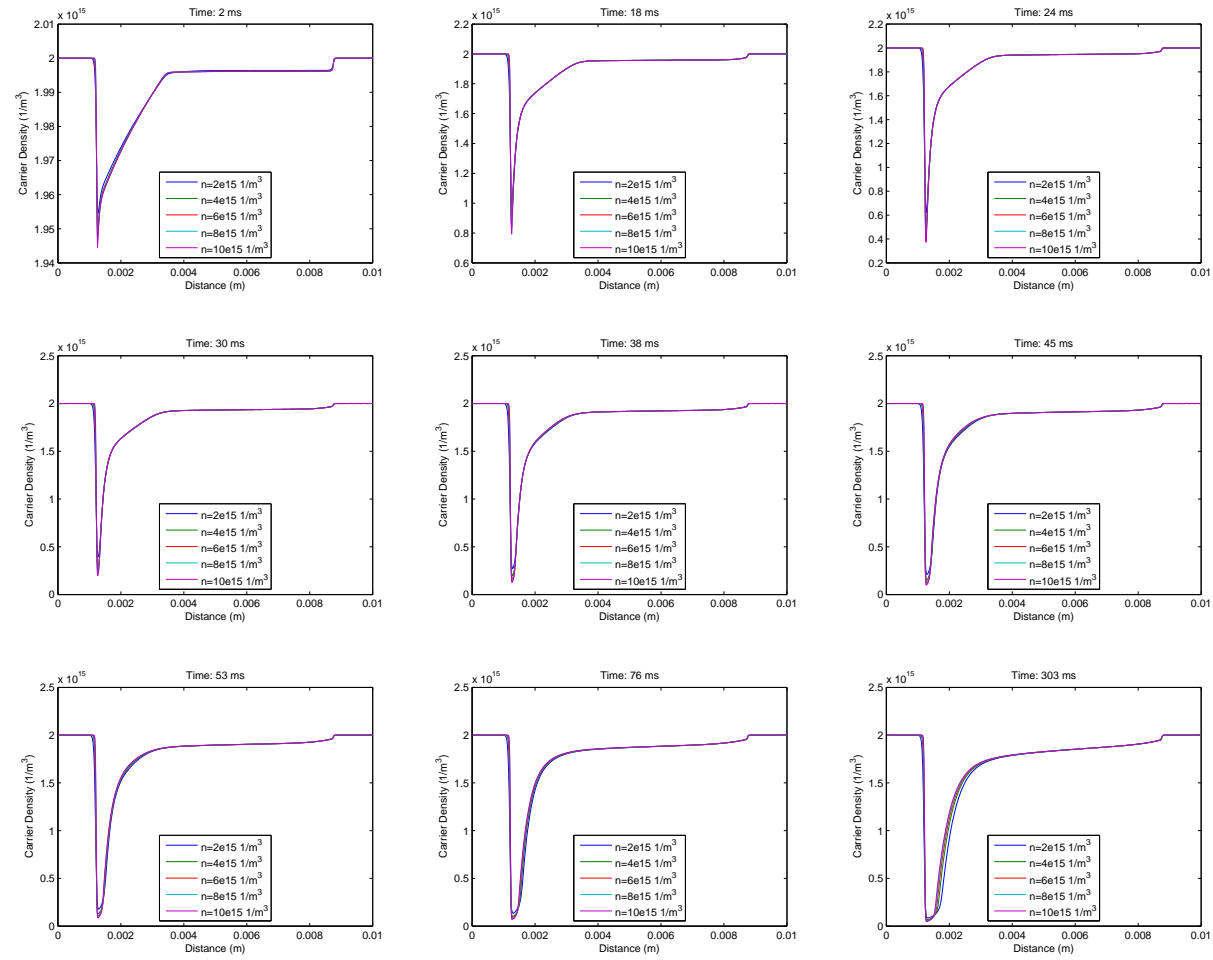 x 10^15
Time: 2 ms
2.01
2
1.99
1.98
1.97
1.96
1.95
1.94
Carrier Density (1/m^3)
n=2e15 1/m^3
n=4e15 1/m^3
n=6e15 1/m^3
n=8e15 1/m^3
n=10e15 1/m^3
0 0.002 0.004 0.006 0.008 0.01
Distance (m)
x 10^15
Time: 18 ms
2.2
2
1.8
1.6
1.4
1.2
1
0.8
0.6
Carrier Density (1/m^3)
n=2e15 1/m^3
n=4e15 1/m^3
n=6e15 1/m^3
n=8e15 1/m^3
n=10e15 1/m^3
0 0.002 0.004 0.006 0.008 0.01
Distance (m)
x 10^15
Time: 24 ms
2.2
2
1.8
1.6
1.4
1.2
1
0.8
0.6
0.4
0.2
Carrier Density (1/m^3)
n=2e15 1/m^3
n=4e15 1/m^3
n=6e15 1/m^3
n=8e15 1/m^3
n=10e15 1/m^3
0 0.002 0.004 0.006 0.008 0.01
Distance (m)
x 10^15
Time: 30 ms
2.5
2
1.5
1
0.5
0
Carrier Density (1/m^3)
n=2e15 1/m^3
n=4e15 1/m^3
n=6e15 1/m^3
n=8e15 1/m^3
n=10e15 1/m^3
0 0.002 0.004 0.006 0.008 0.01
Distance (m)
x 10^15
Time: 38 ms
2.5
2
1.5
1
0.5
0
Carrier Density (1/m^3)
n=2e15 1/m^3
n=4e15 1/m^3
n=6e15 1/m^3
n=8e15 1/m^3
n=10e15 1/m^3
0 0.002 0.004 0.006 0.008 0.01
Distance (m)
x 10^15
Time: 45 ms
2.5
2
1.5
1
0.5
0
Carrier Density (1/m^3)
n=2e15 1/m^3
n=4e15 1/m^3
n=6e15 1/m^3
n=8e15 1/m^3
n=10e15 1/m^3
0 0.002 0.004 0.006 0.008 0.01
Distance (m)
x 10^15
Time: 53 ms
2.5
2
1.5
1
0.5
0
Carrier Density (1/m^3)
n=2e15 1/m^3
n=4e15 1/m^3
n=6e15 1/m^3
n=8e15 1/m^3
n=10e15 1/m^3
0 0.002 0.004 0.006 0.008 0.01
Distance (m)
x 10^15
Time: 76 ms
2.5
2
1.5
1
0.5
0
Carrier Density (1/m^3)
n=2e15 1/m^3
n=4e15 1/m^3
n=6e15 1/m^3
n=8e15 1/m^3
n=10e15 1/m^3
0 0.002 0.004 0.006 0.008 0.01
Distance (m)
x 10^15
Time: 303 ms
2.5
2
1.5
1
0.5
0
Carrier Density (1/m^3)
n=2e15 1/m^3
n=4e15 1/m^3
n=6e15 1/m^3
n=8e15 1/m^3
n=10e15 1/m^3
0 0.002 0.004 0.006 0.008 0.01
Distance (m)